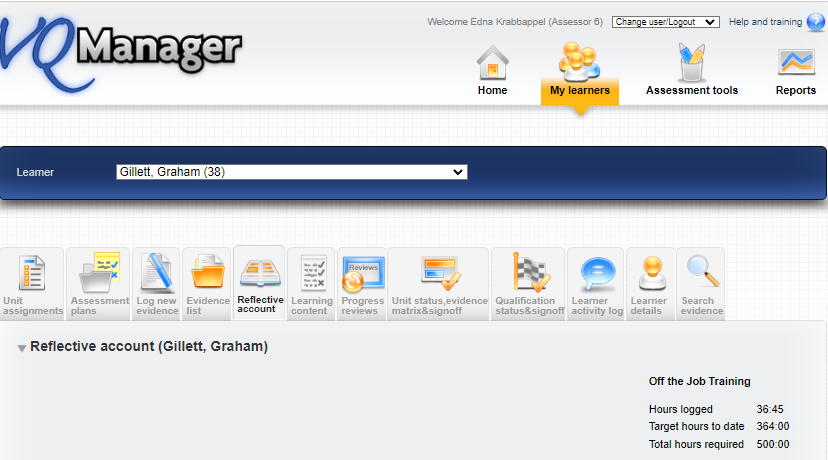 VQManager
Welcome Edna Krabbappel (Assessor 6) Change user/Logout Help and training ?
Home My learners Assessment tools Reports
Learner Gillett, Graham (38)
Reviews
Unit assignments
Assessment plans
Log new evidence
Evidence list
Reflective account
Learning content
Progress reviews
Unit status,evidence matrix&signoff
Qualification status&signoff
Learner activity log
Learner details
Search evidence
Reflective account (Gillett, Graham)
Off the Job Training
Hours logged 36:45
Target hours to date 364:00
Total hours required 500:00